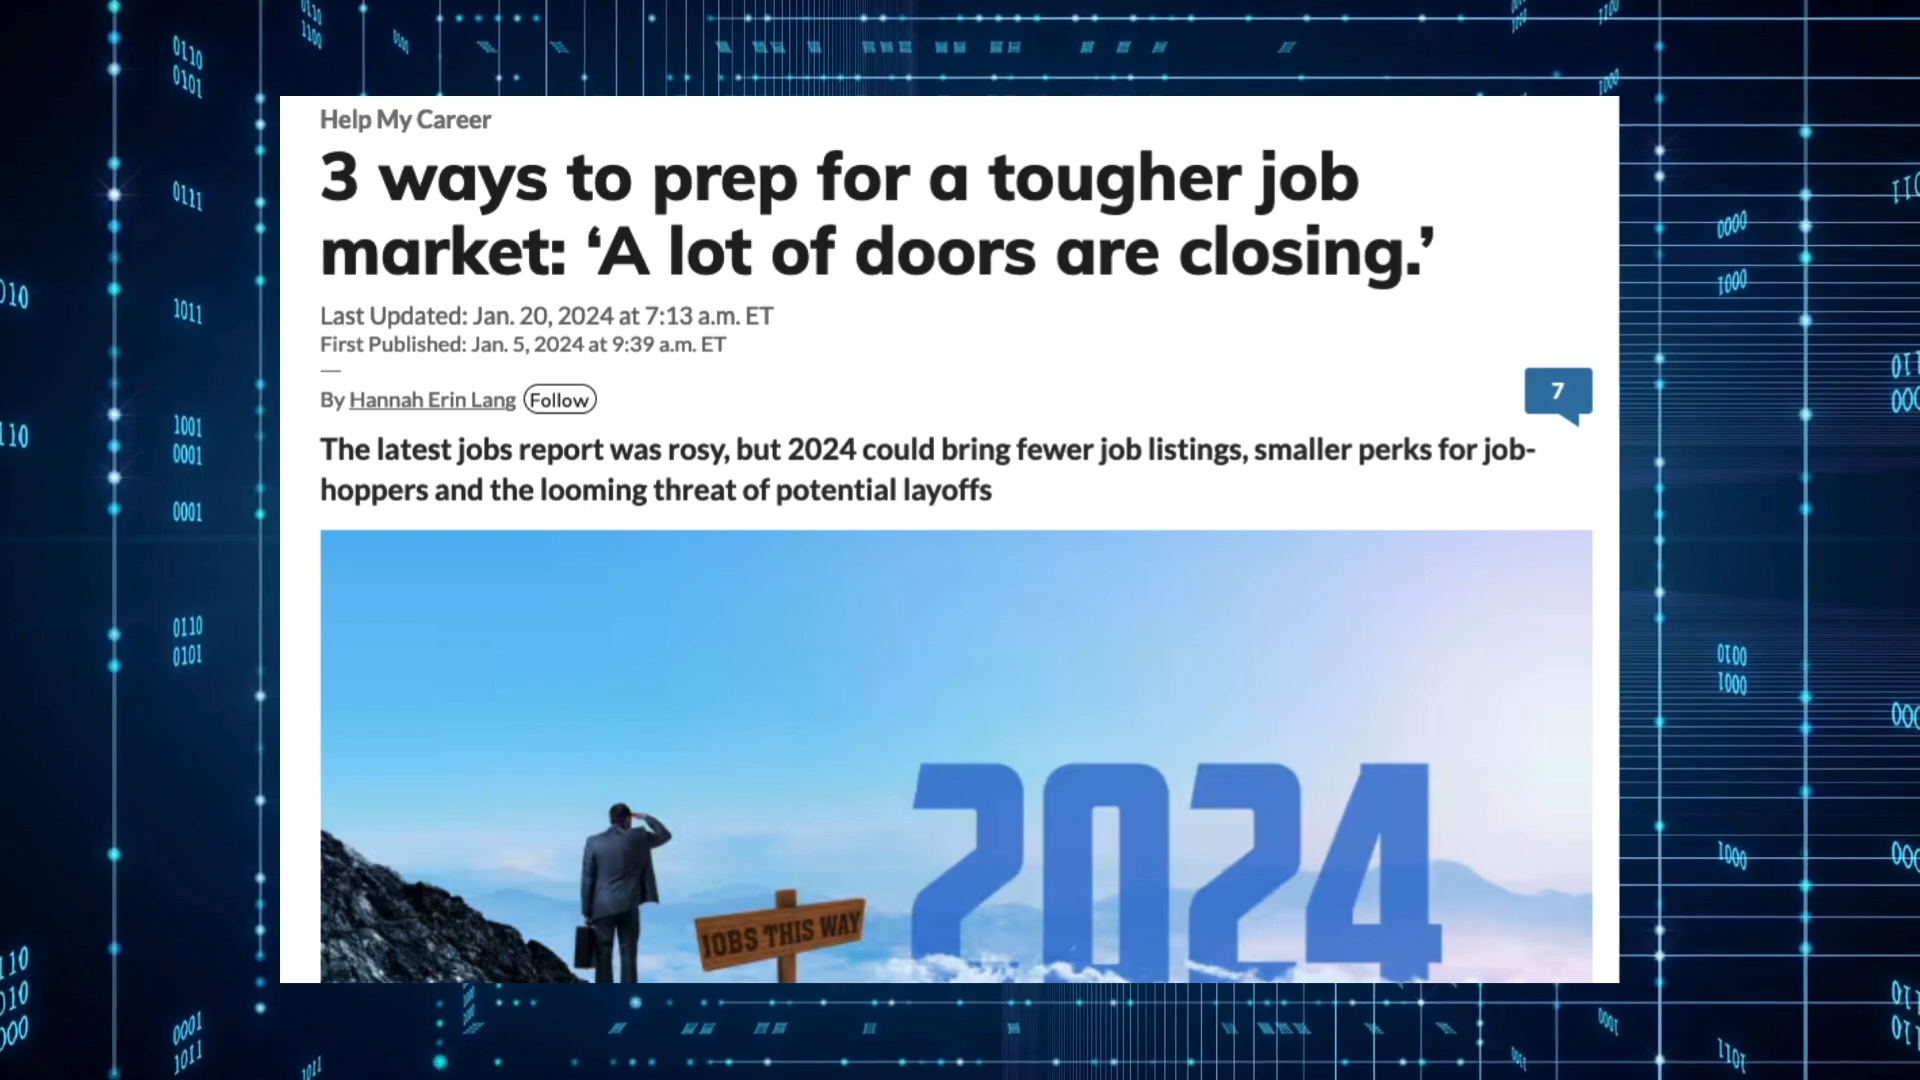 Help My Career
3 ways to prep for a tougher job
market: ‘A lot of doors are closing.’
Last Updated: Jan. 20, 2024 at 7:13 a.m. ET
First Published: Jan. 5, 2024 at 9:39 a.m. ET
By Hannah Erin Lang Follow
7
The latest jobs report was rosy, but 2024 could bring fewer job listings, smaller perks for job-
hoppers and the looming threat of potential layoffs
2024
JOBS THIS WAY